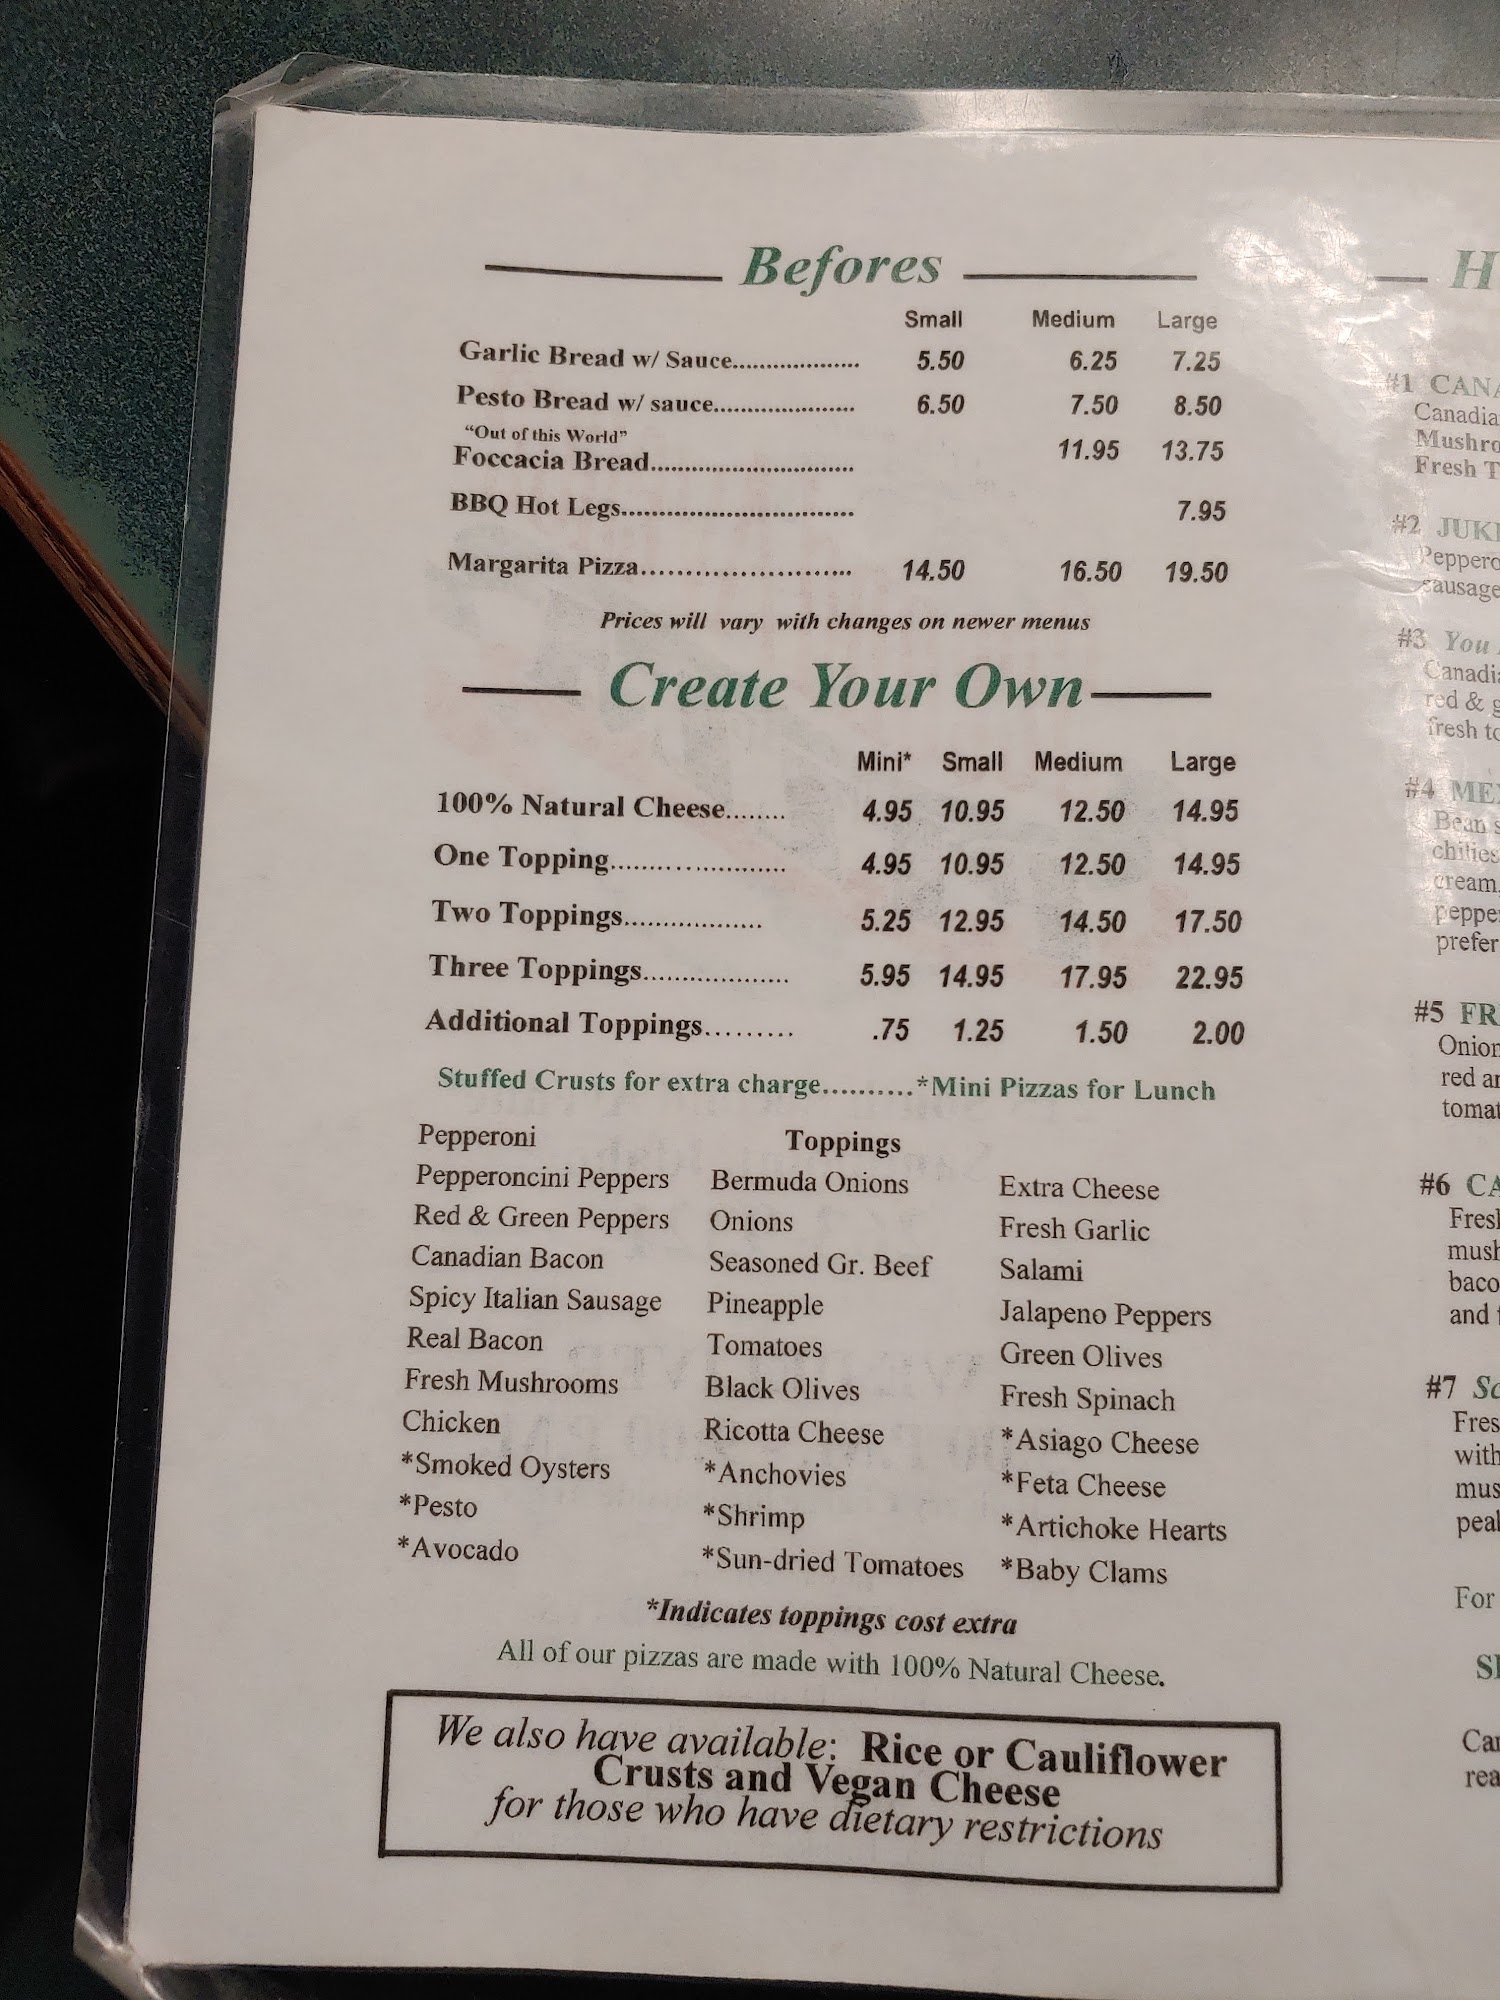 Befores
Small Medium Large
Garlic Bread w/ Sauce.................... 5.50 6.25 7.25
Pesto Bread w/ sauce...................... 6.50 7.50 8.50
“Out of this World”
Foccacia Bread............................... 11.95 13.75
BBQ Hot Legs................................... 7.95
Margarita Pizza........................... 14.50 16.50 19.50
Prices will vary with changes on newer menus
Create Your Own
Mini* Small Medium Large
100% Natural Cheese........ 4.95 10.95 12.50 14.95
One Topping........................ 4.95 10.95 12.50 14.95
Two Toppings.................. 5.25 12.95 14.50 17.50
Three Toppings................... 5.95 14.95 17.95 22.95
Additional Toppings......... .75 1.25 1.50 2.00
Stuffed Crusts for extra charge..........*Mini Pizzas for Lunch
Toppings
Pepperoni
Pepperoncini Peppers
Red & Green Peppers
Canadian Bacon
Spicy Italian Sausage
Real Bacon
Fresh Mushrooms
Chicken
*Smoked Oysters
*Pesto
*Avocado
Bermuda Onions
Onions
Seasoned Gr. Beef
Pineapple
Tomatoes
Black Olives
Ricotta Cheese
*Anchovies
*Shrimp
*Sun-dried Tomatoes
Extra Cheese
Fresh Garlic
Salami
Jalapeno Peppers
Green Olives
Fresh Spinach
*Asiago Cheese
*Feta Cheese
*Artichoke Hearts
*Baby Clams
*Indicates toppings cost extra
All of our pizzas are made with 100% Natural Cheese.
We also have available: Rice or Cauliflower
Crusts and Vegan Cheese
for those who have dietary restrictions
#1
#2
#3 You
red &
#4
Bean
chilies
cream,
#5
#6
and
#7
with
For